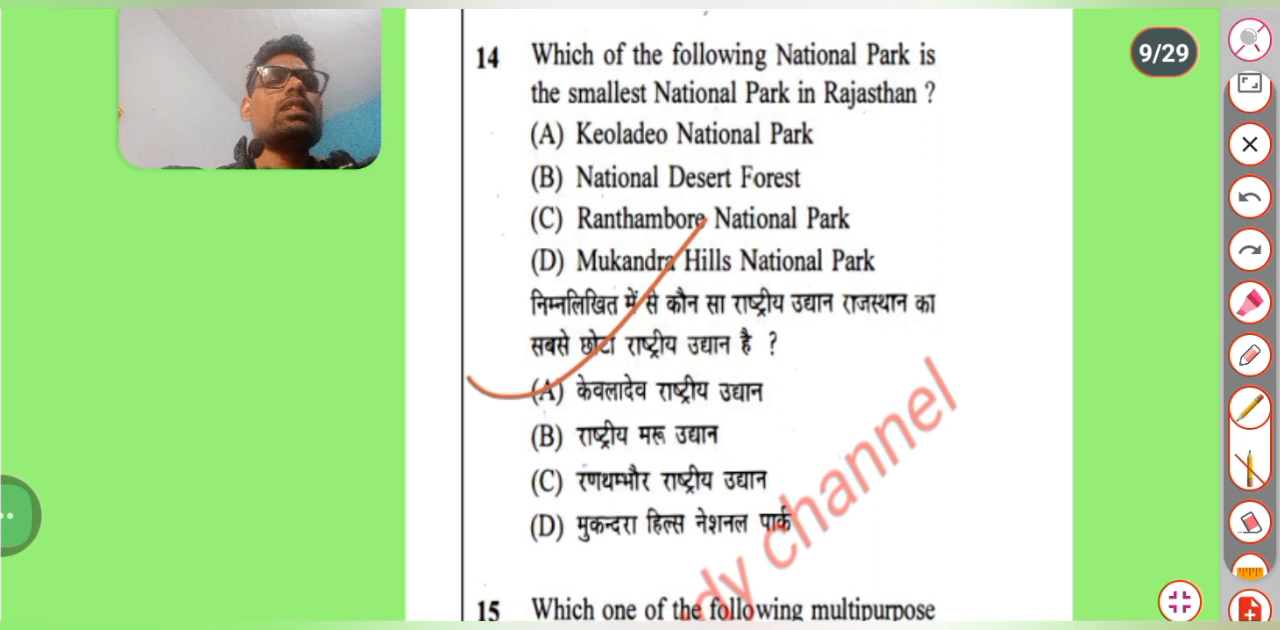 9/29
14 Which of the following National Park is
the smallest National Park in Rajasthan ?
(A) Keoladeo National Park
(B) National Desert Forest
(C) Ranthambore National Park
(D) Mukandra Hills National Park
निम्नलिखित में से कौन सा राष्ट्रीय उद्यान राजस्थान का
सबसे छोटा राष्ट्रीय उद्यान है ?
(A) केवलादेव राष्ट्रीय उद्यान
(B) राष्ट्रीय मरू उद्यान
(C) रणथम्भौर राष्ट्रीय उद्यान
(D) मुकन्दरा हिल्स नेशनल पार्क
channel
15 Which one of the following multipurpose